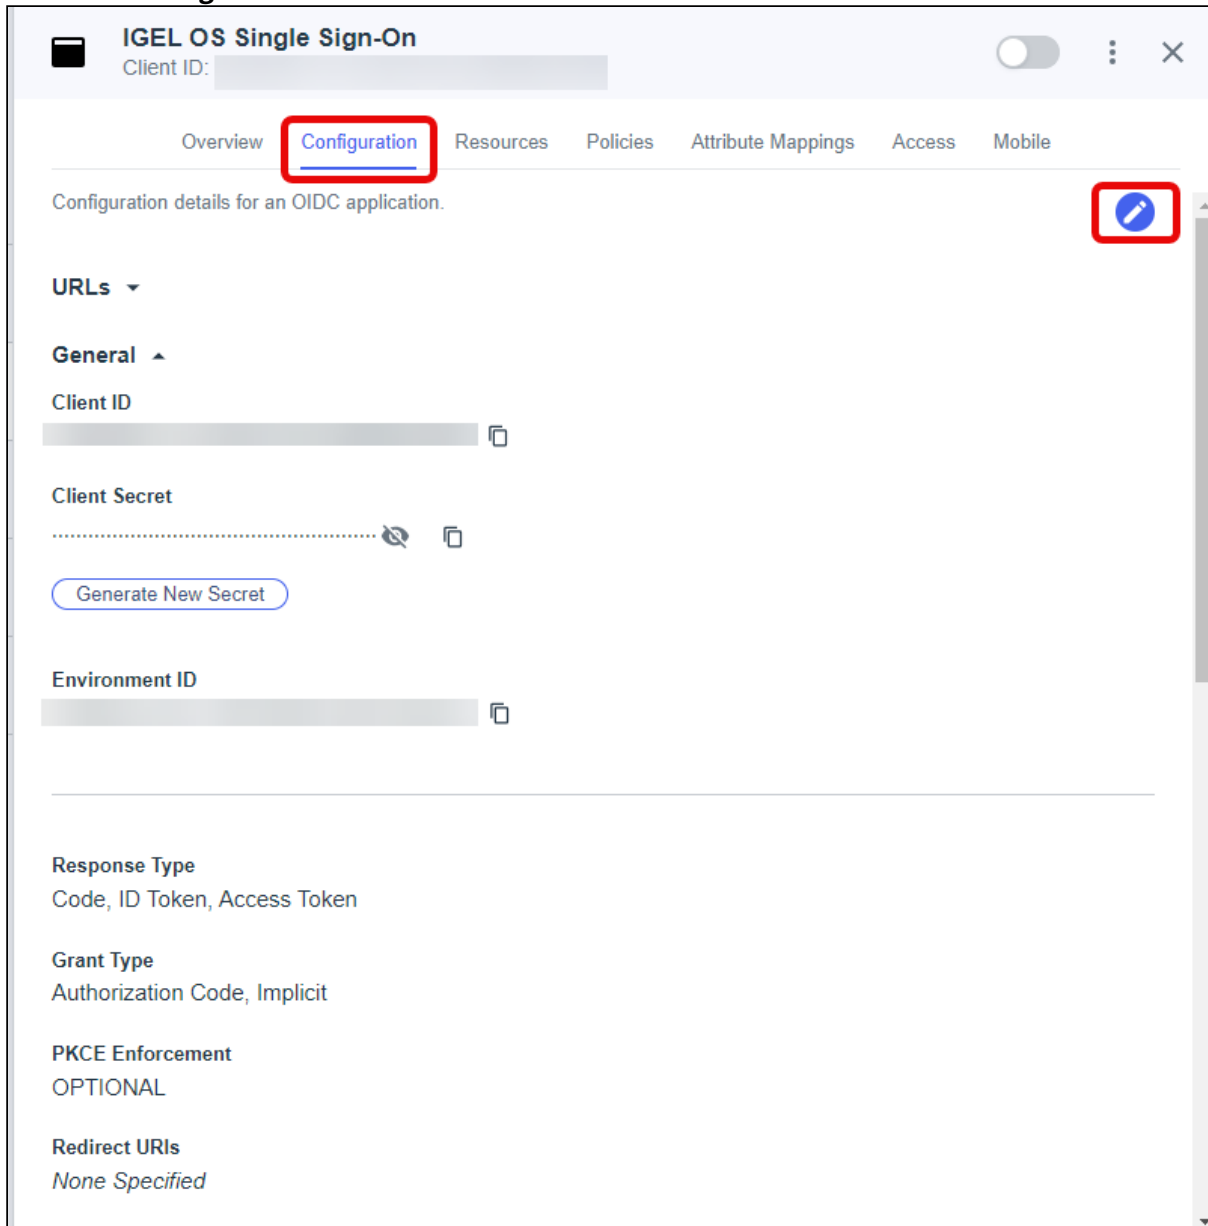 IGEL OS Single Sign-On
Client ID:
Overview Configuration Resources Policies Attribute Mappings Access Mobile
Configuration details for an OIDC application.
URLs
General
Client ID
Client Secret
Generate New Secret
Environment ID
Response Type
Code, ID Token, Access Token
Grant Type
Authorization Code, Implicit
PKCE Enforcement
OPTIONAL
Redirect URIs
None Specified